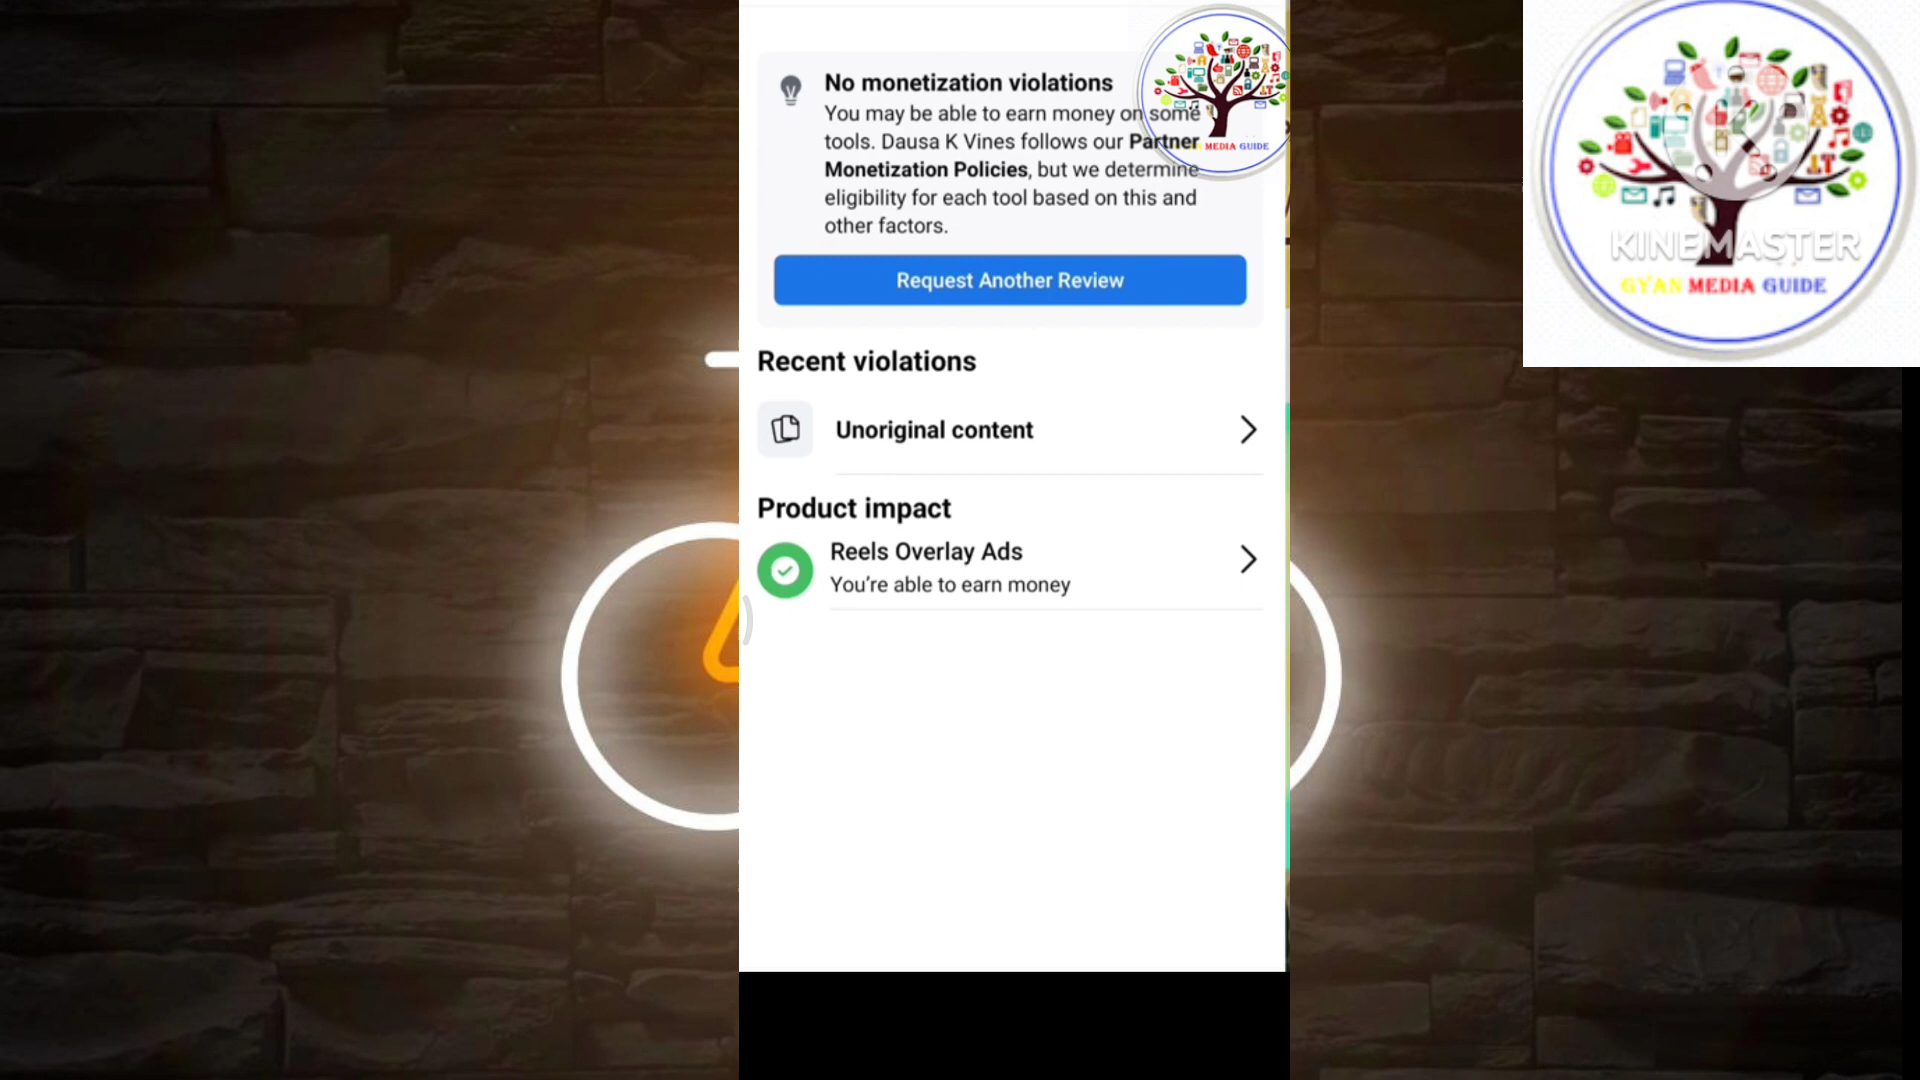 No monetization violations
You may be able to earn money on some
tools. Dausa K Vines follows our Partner
Monetization Policies, but we determine
eligibility for each tool based on this and
other factors.
Request Another Review
Recent violations
Unoriginal content
Product impact
Reels Overlay Ads
You're able to earn money
MEDIA GUIDE
KINEMASTER
GYAN MEDIA GUIDE